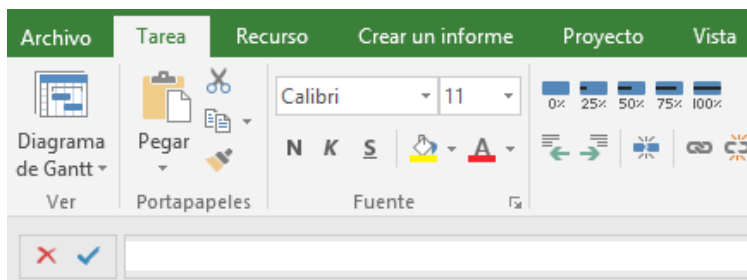 Archivo Tarea Recurso Crear un informe Proyecto Vista
Calibri 11
0% 25% 50% 75% 100%
Diagrama de Gantt
Pegar
N K S A
Ver Portapapeles Fuente